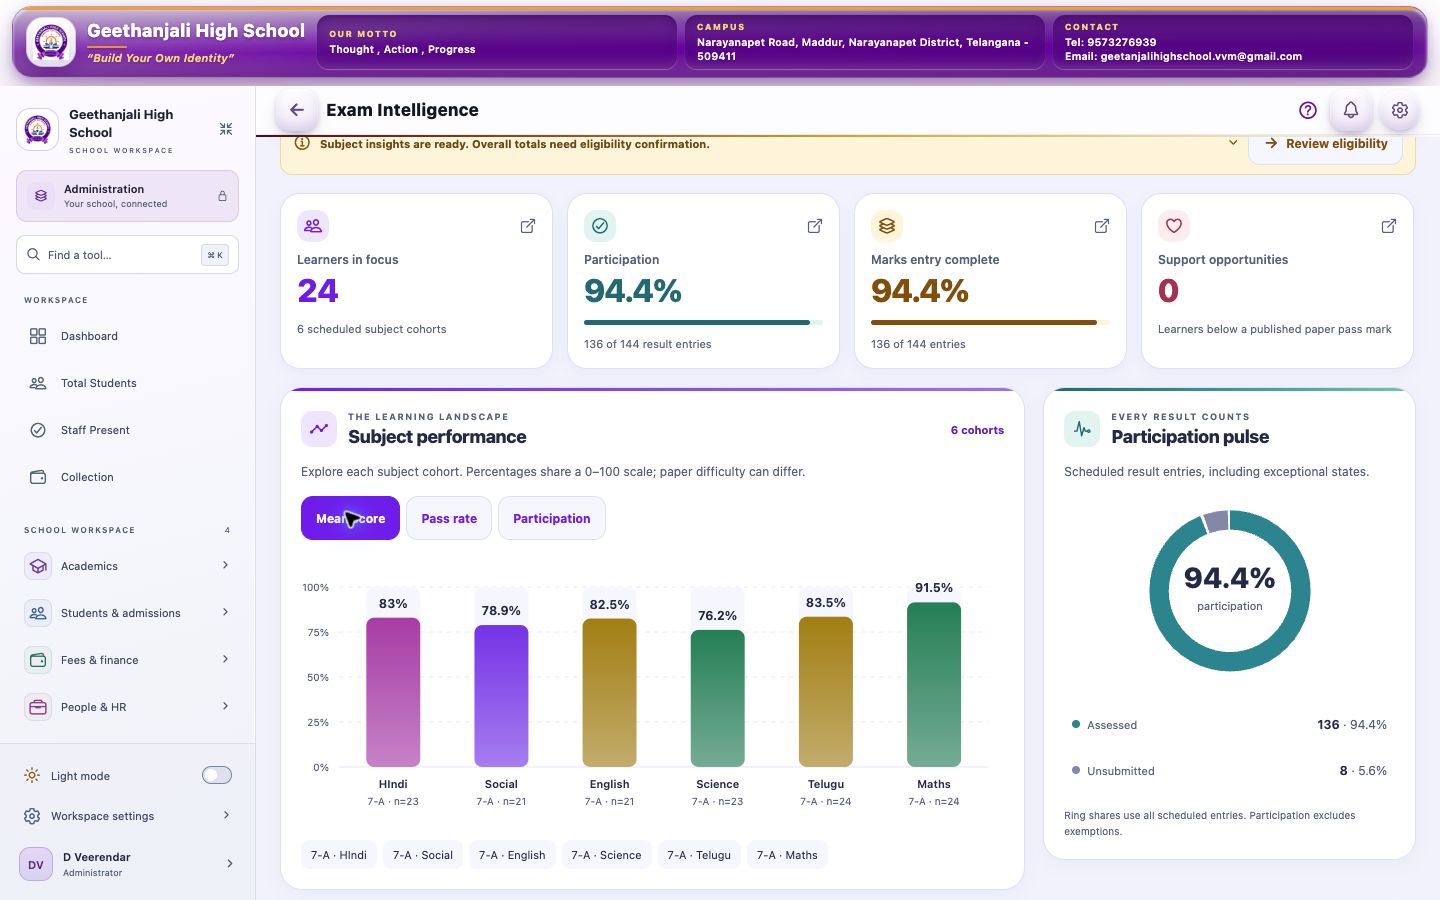 Geethanjali High School
"Build Your Own Identity"
OUR MOTTO
Thought , Action , Progress
CAMPUS
Narayanapet Road, Maddur, Narayanapet District, Telangana -
509411
CONTACT
Tel: 9573276939
Email: geetanjalihighschool.vvm@gmail.com
Geethanjali High
School
SCHOOL WORKSPACE
Administration
Your school, connected
Find a tool...
⌘ K
WORKSPACE
Dashboard
Total Students
Staff Present
Collection
SCHOOL WORKSPACE 4
Academics
Students & admissions
Fees & finance
People & HR
Light mode
Workspace settings
DV
D Veerendar
Administrator
Exam Intelligence
Subject insights are ready. Overall totals need eligibility confirmation.
Review eligibility
Learners in focus
24
6 scheduled subject cohorts
Participation
94.4%
136 of 144 result entries
Marks entry complete
94.4%
136 of 144 entries
Support opportunities
0
Learners below a published paper pass mark
THE LEARNING LANDSCAPE
Subject performance
6 cohorts
Explore each subject cohort. Percentages share a 0–100 scale; paper difficulty can differ.
Mean score
Pass rate
Participation
100%
75%
50%
25%
0%
83%
78.9%
82.5%
76.2%
83.5%
91.5%
HIndi
7-A · n=23
Social
7-A · n=21
English
7-A · n=21
Science
7-A · n=23
Telugu
7-A · n=24
Maths
7-A · n=24
7-A · HIndi
7-A · Social
7-A · English
7-A · Science
7-A · Telugu
7-A · Maths
EVERY RESULT COUNTS
Participation pulse
Scheduled result entries, including exceptional states.
94.4%
participation
Assessed 136 · 94.4%
Unsubmitted 8 · 5.6%
Ring shares use all scheduled entries. Participation excludes
exemptions.